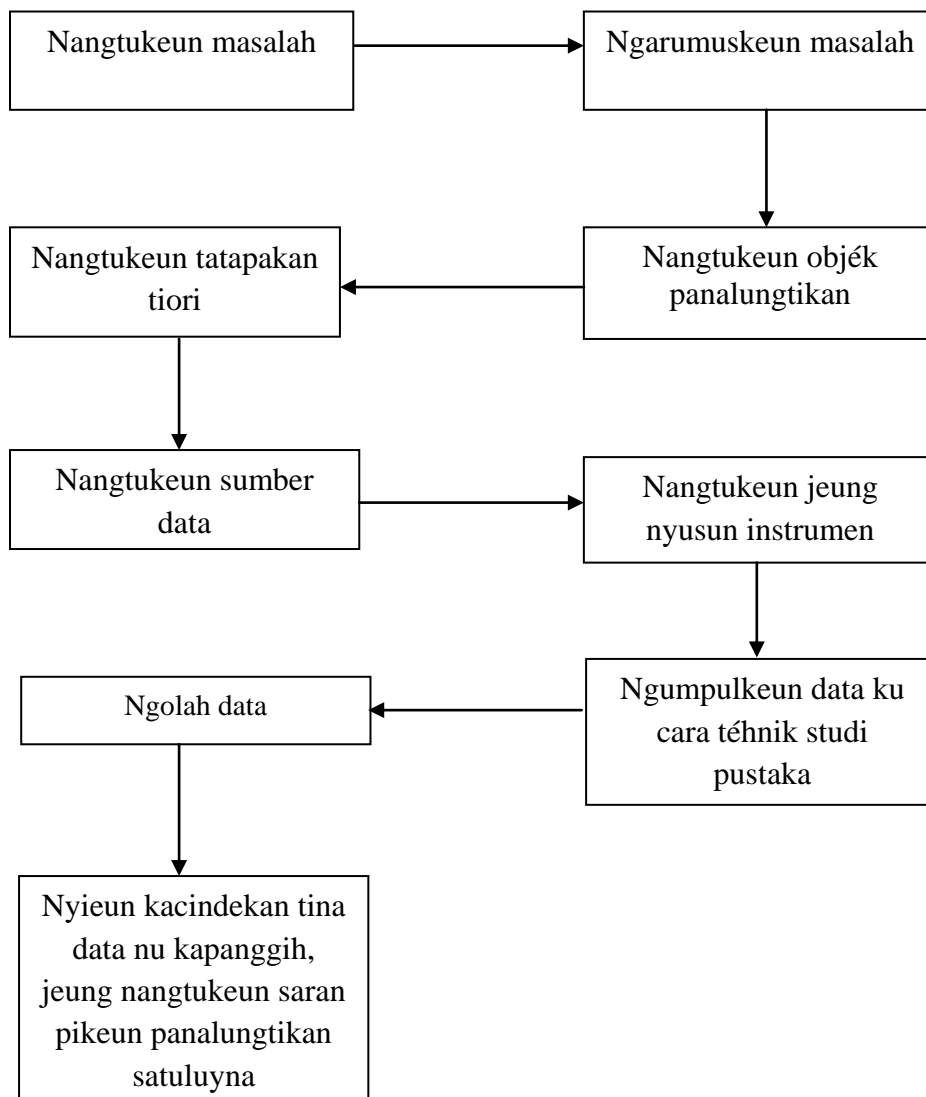 Nangtukeun masalah
Ngarumuskeun masalah
Nangtukeun objék
panalungtikan
Nangtukeun tatapakan
tiori
Nangtukeun sumber
data
Nangtukeun jeung
nyusun instrumen
Ngumpulkeun data ku
cara téhnik studi
pustaka
Ngolah data
Nyieun kacindekan tina
data nu kapanggih,
jeung nangtukeun saran
pikeun panalungtikan
satuluyna